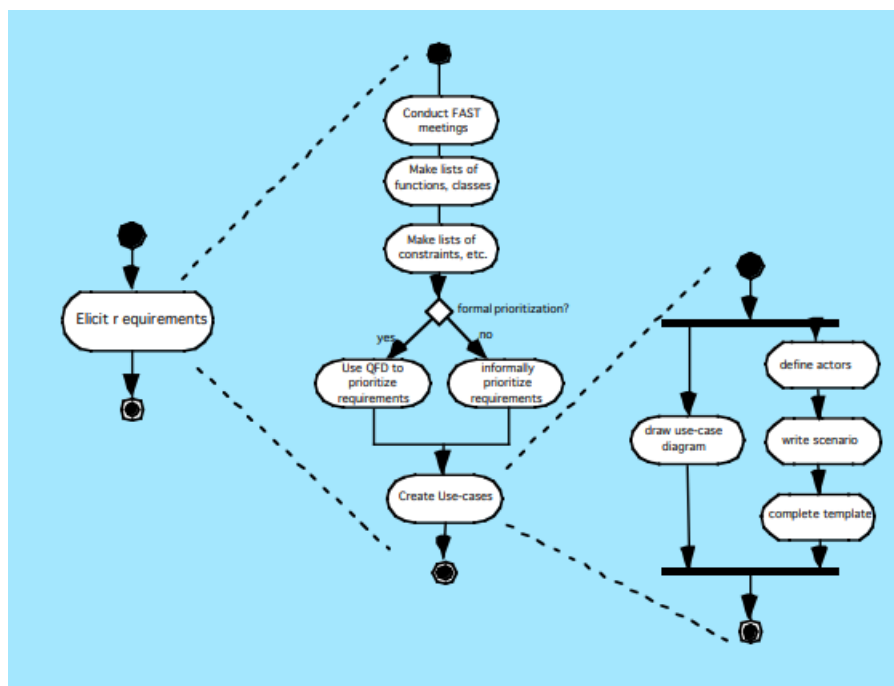 Elicit r equirements
Conduct FAST
meetings
Make lists of
functions, classes
Make lists of
constraints, etc.
formal prioritization?
yes
no
Use QFD to
prioritize
requirements
informally
prioritize
requirements
Create Use-cases
draw use-case
diagram
define actors
write scenario
complete template